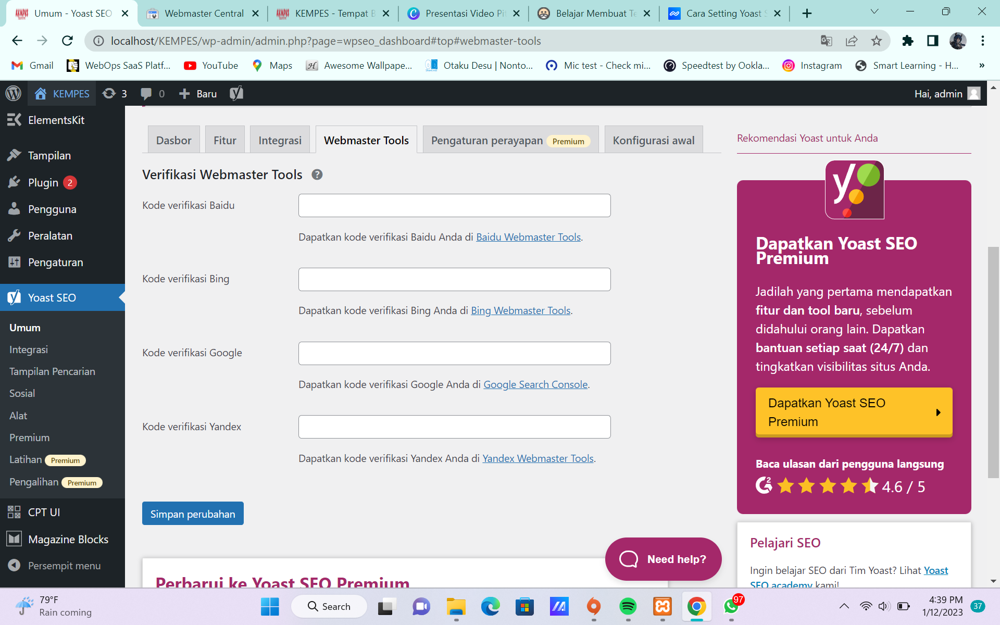 Umum - Yoast SEO
Webmaster Central
KEMPES - Tempat B
Presentasi Video Pi
Belajar Membuat Te
Cara Setting Yoast S
localhost/KEMPES/wp-admin/admin.php?page=wpseo_dashboard#top#webmaster-tools
Gmail
WebOps SaaS Platf...
YouTube
Maps
Awesome Wallpape...
Otaku Desu | Nonto...
Mic test - Check mi...
Speedtest by Ookla...
Instagram
Smart Learning - H...
»
KEMPES
3
0
Baru
Hai, admin
ElementsKit
Tampilan
Plugin 2
Pengguna
Peralatan
Pengaturan
Yoast SEO
Umum
Integrasi
Tampilan Pencarian
Sosial
Alat
Premium
Latihan Premium
Pengalihan Premium
CPT UI
Magazine Blocks
Persempit menu
Dasbor
Fitur
Integrasi
Webmaster Tools
Pengaturan perayapan Premium
Konfigurasi awal
Verifikasi Webmaster Tools ?
Kode verifikasi Baidu
Dapatkan kode verifikasi Baidu Anda di Baidu Webmaster Tools.
Kode verifikasi Bing
Dapatkan kode verifikasi Bing Anda di Bing Webmaster Tools.
Kode verifikasi Google
Dapatkan kode verifikasi Google Anda di Google Search Console.
Kode verifikasi Yandex
Dapatkan kode verifikasi Yandex Anda di Yandex Webmaster Tools.
Simpan perubahan
Perbarui ke Yoast SEO Premium
Need help?
Rekomendasi Yoast untuk Anda
Dapatkan Yoast SEO
Premium
Jadilah yang pertama mendapatkan
fitur dan tool baru, sebelum
didahului orang lain. Dapatkan
bantuan setiap saat (24/7) dan
tingkatkan visibilitas situs Anda.
Dapatkan Yoast SEO
Premium
Baca ulasan dari pengguna langsung
4.6 / 5
Pelajari SEO
Ingin belajar SEO dari Tim Yoast? Lihat Yoast
SEO academy kami!
79°F
Rain coming
Search
97
4:39 PM
1/12/2023
37